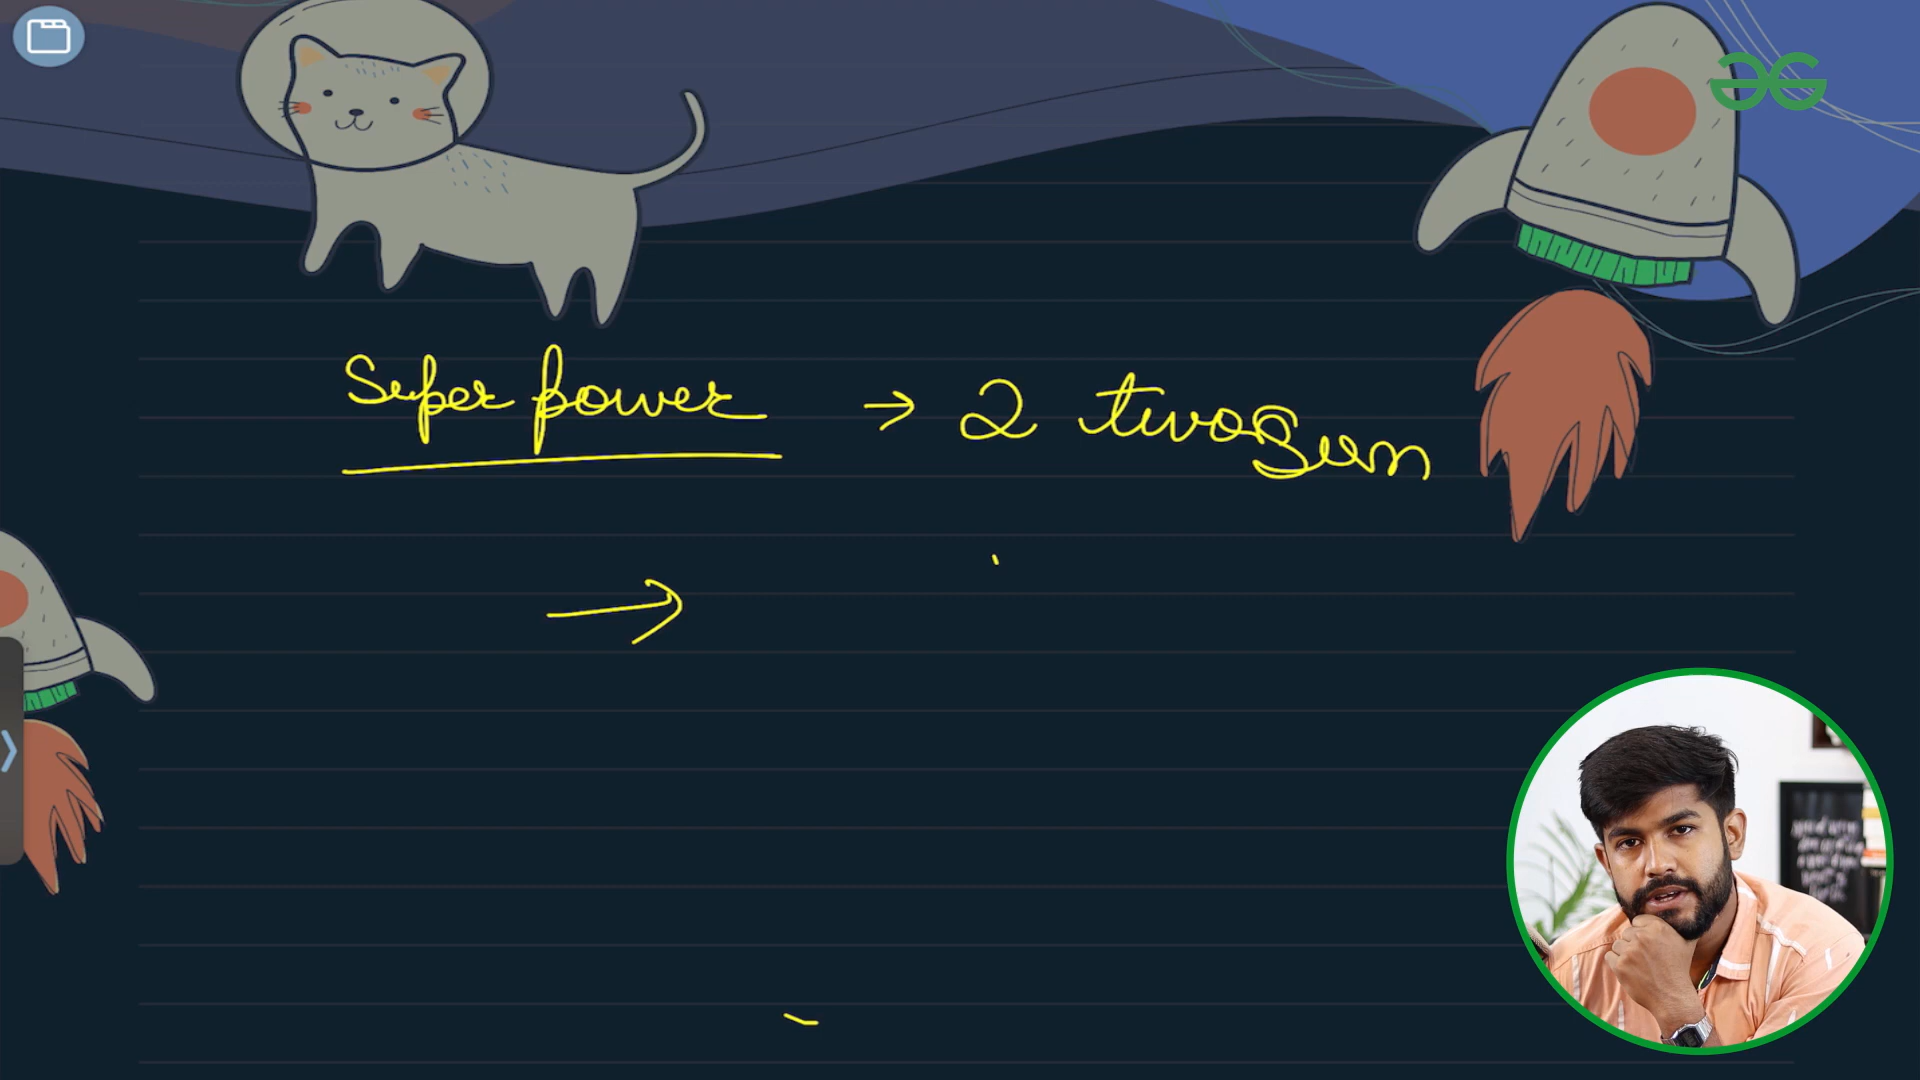 Super power → 2 twoSum
→